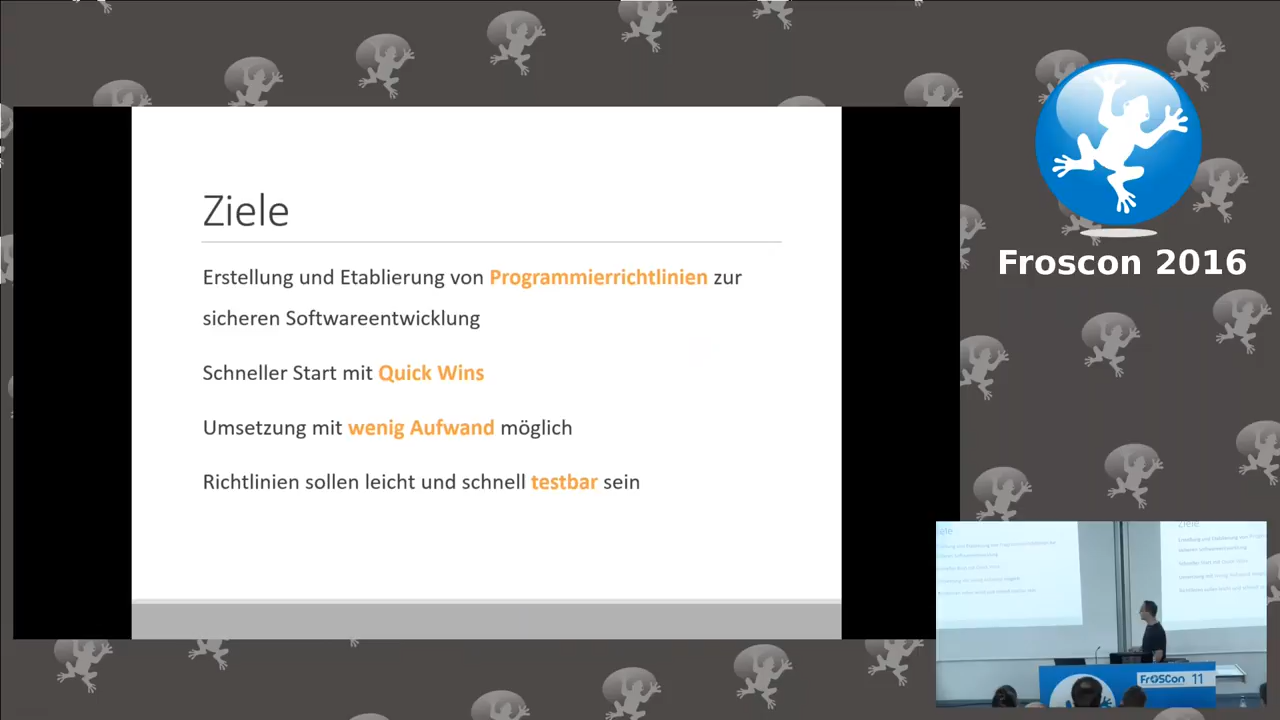 Ziele
Erstellung und Etablierung von Programmierrichtlinien zur
sicheren Softwareentwicklung
Schneller Start mit Quick Wins
Umsetzung mit wenig Aufwand möglich
Richtlinien sollen leicht und schnell testbar sein
Froscon 2016
Ziele
FrOSCon 11